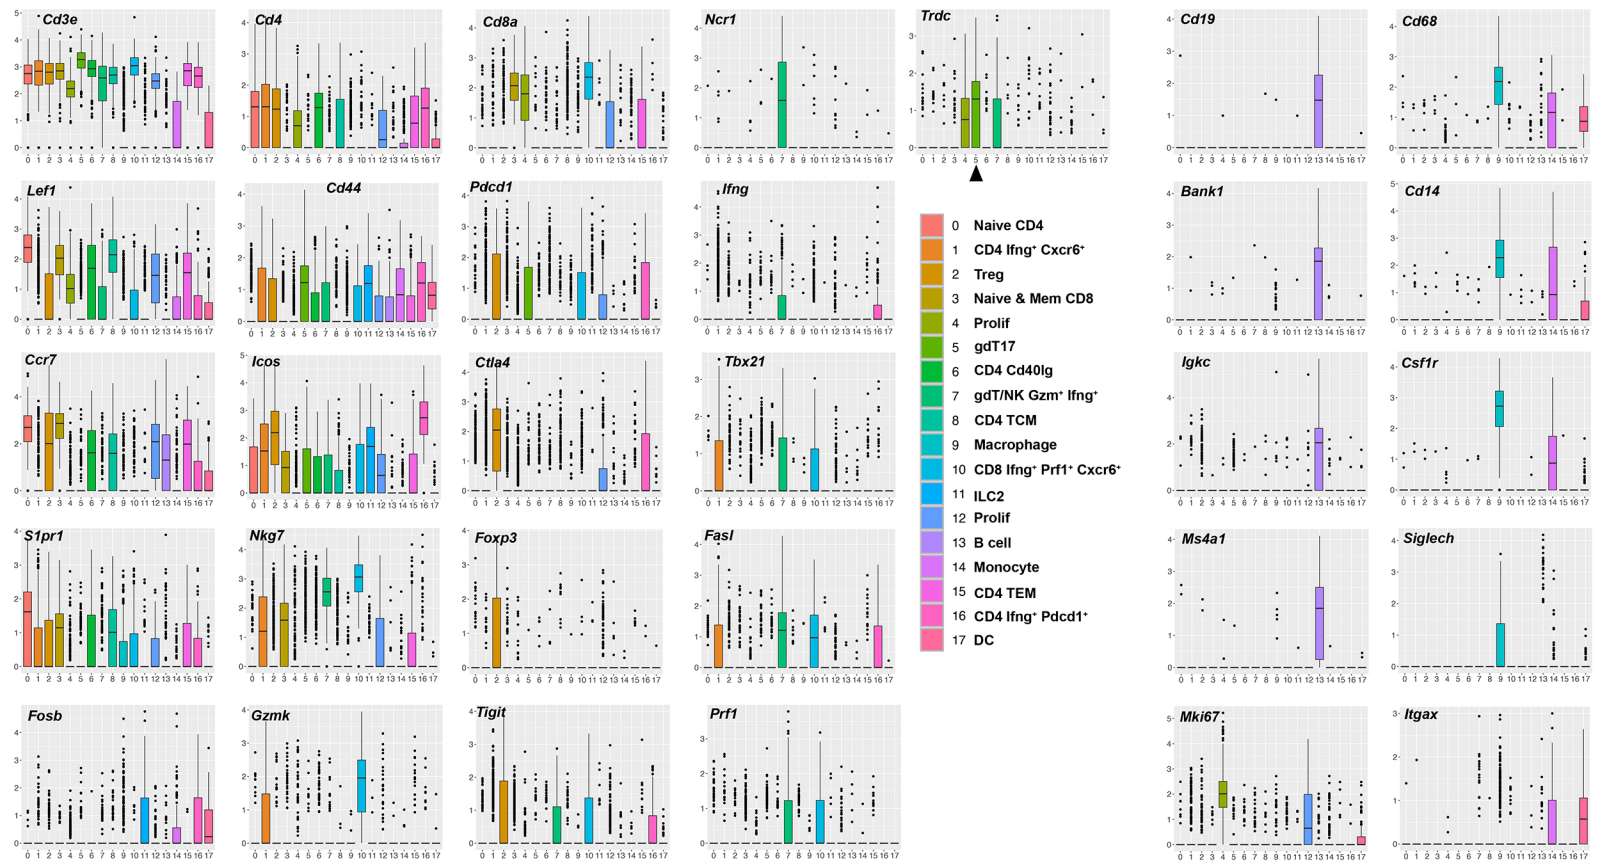 Cd3e
Cd4
Cd8a
Ncr1
Trdc
Cd19
Cd68
Lef1
Cd44
Pdcd1
Ifng
Bank1
Cd14
0 Naive CD4
1 CD4 Ifng⁺ Cxcr6⁺
2 Treg
3 Naive & Mem CD8
4 Prolif
5 gdT17
6 CD4 Cd40lg
7 gdT/NK Gzm⁺ Ifng⁺
8 CD4 TCM
9 Macrophage
10 CD8 Ifng⁺ Prf1⁺ Cxcr6⁺
11 ILC2
12 Prolif
13 B cell
14 Monocyte
15 CD4 TEM
16 CD4 Ifng⁺ Pdcd1⁺
17 DC
Ccr7
Icos
Ctla4
Tbx21
Igkc
Csf1r
S1pr1
Nkg7
Foxp3
Fasl
Ms4a1
Siglech
Fosb
Gzmk
Tigit
Prf1
Mki67
Itgax